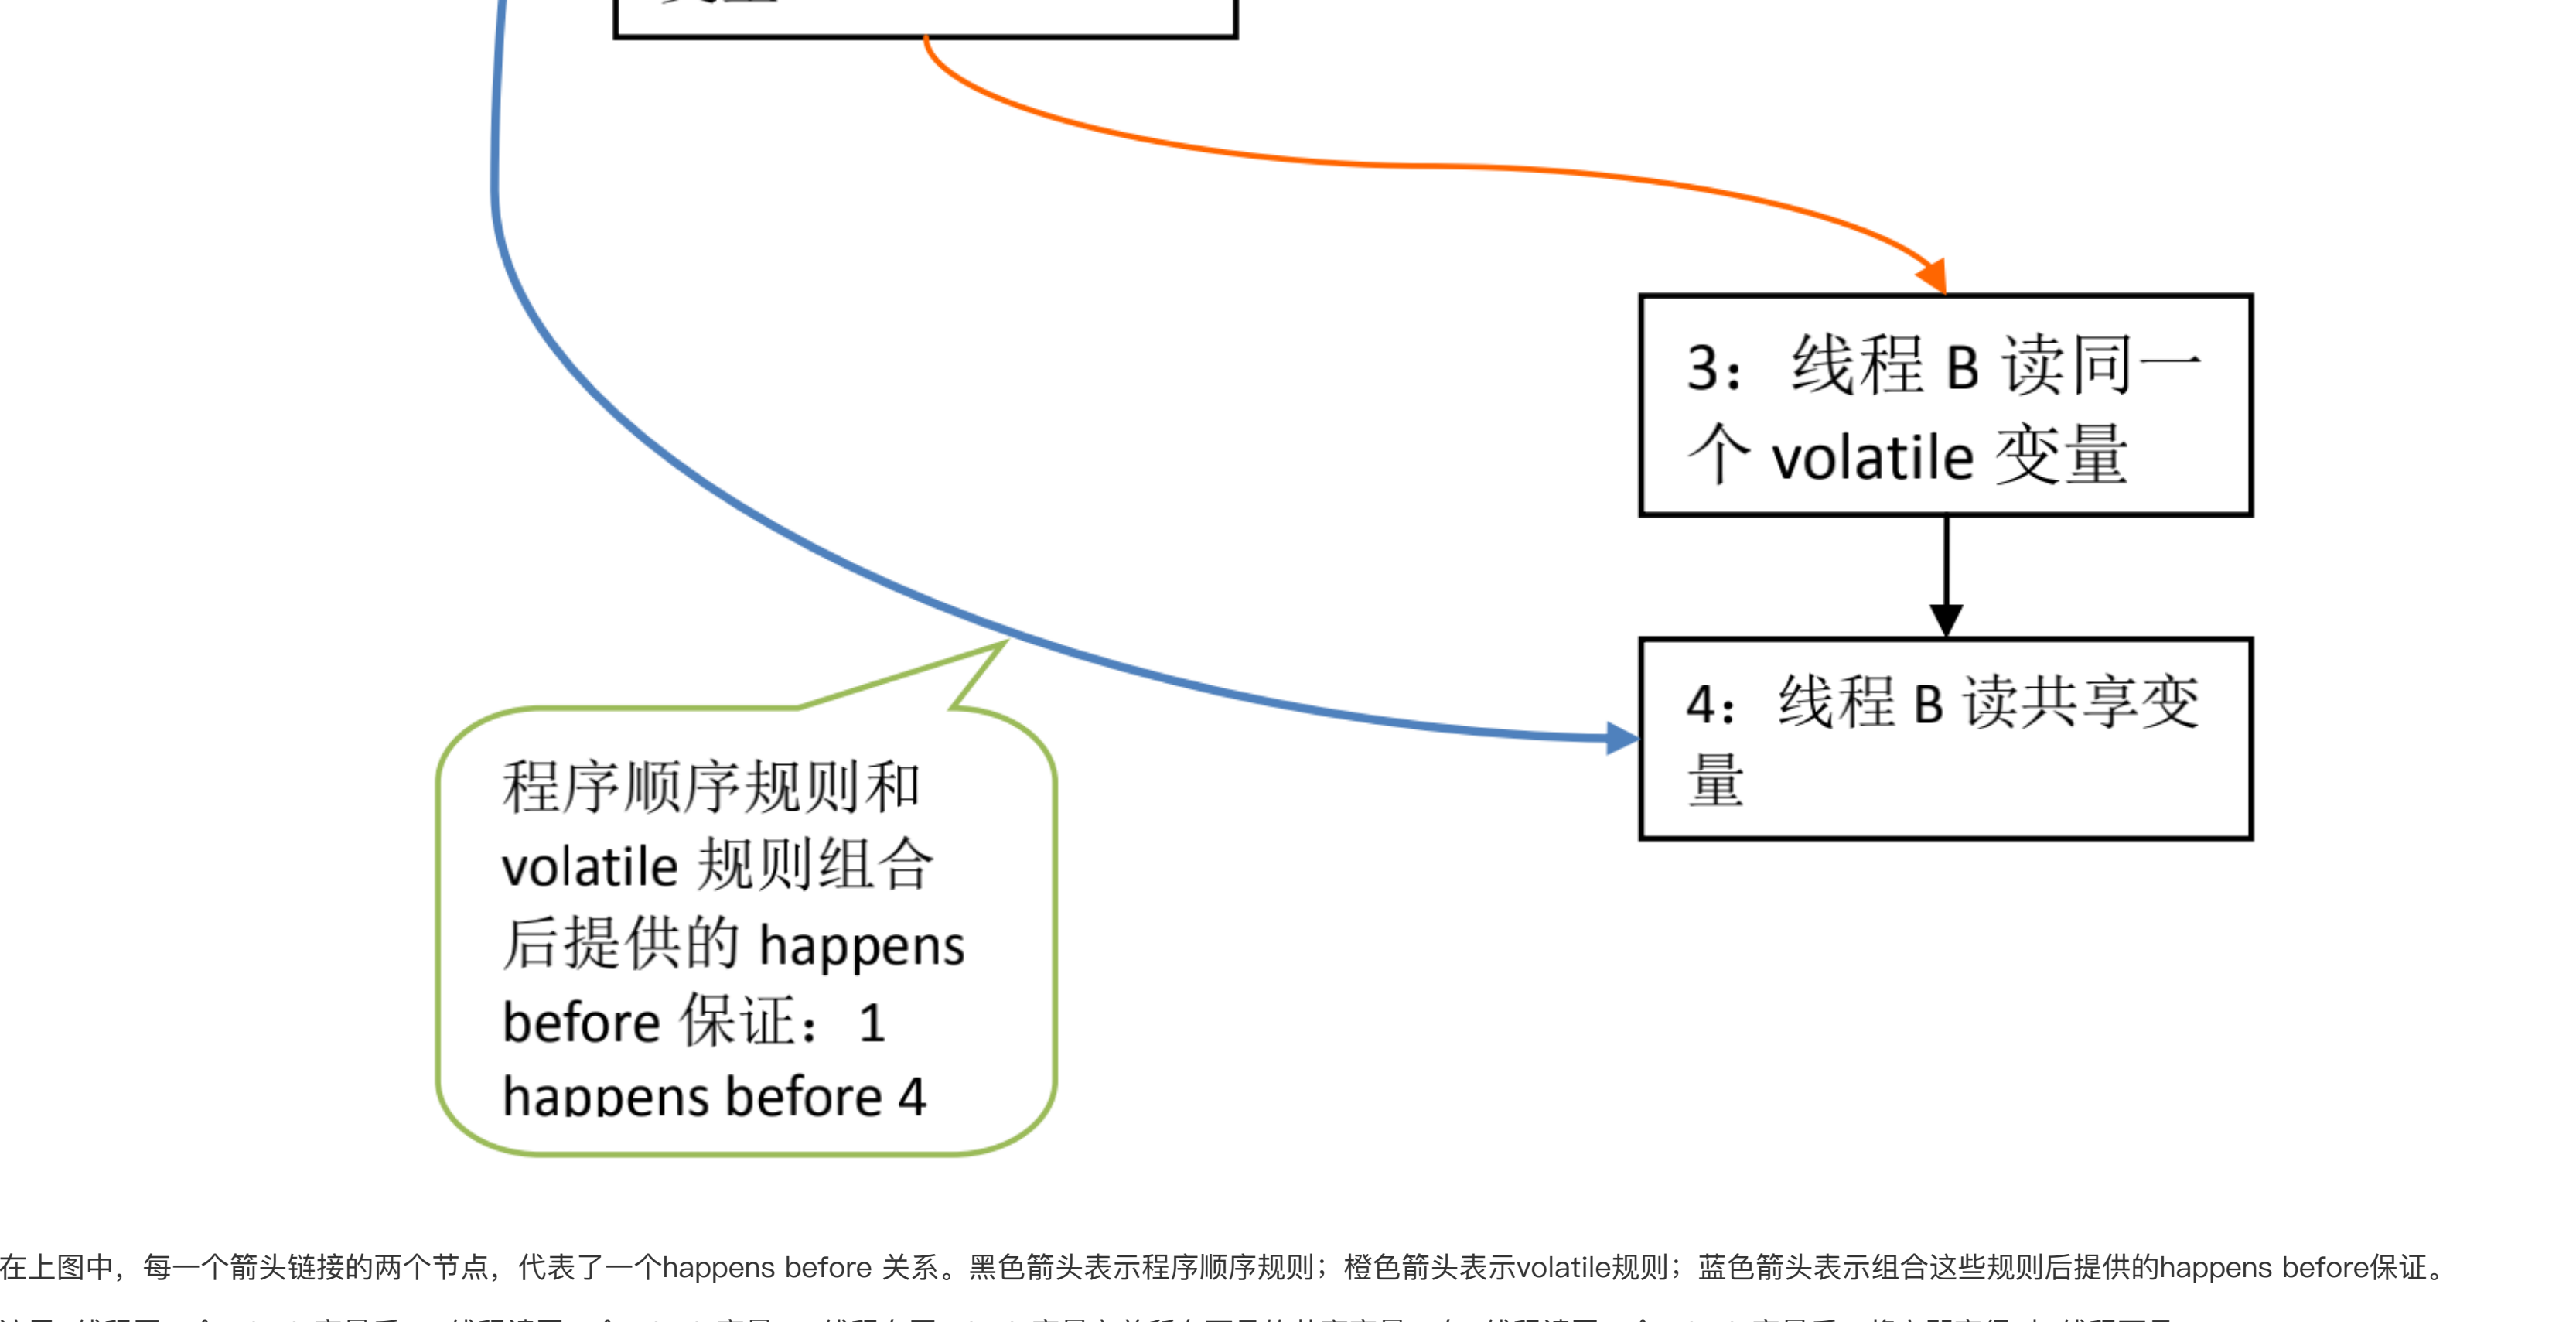 3： 线程 B 读同一
个 volatile 变量
4： 线程 B 读共享变
量
程序顺序规则和
volatile 规则组合
后提供的 happens
before 保证：1
happens before 4
在上图中，每一个箭头链接的两个节点，代表了一个happens before 关系。黑色箭头表示程序顺序规则；橙色箭头表示volatile规则；蓝色箭头表示组合这些规则后提供的happens before保证。